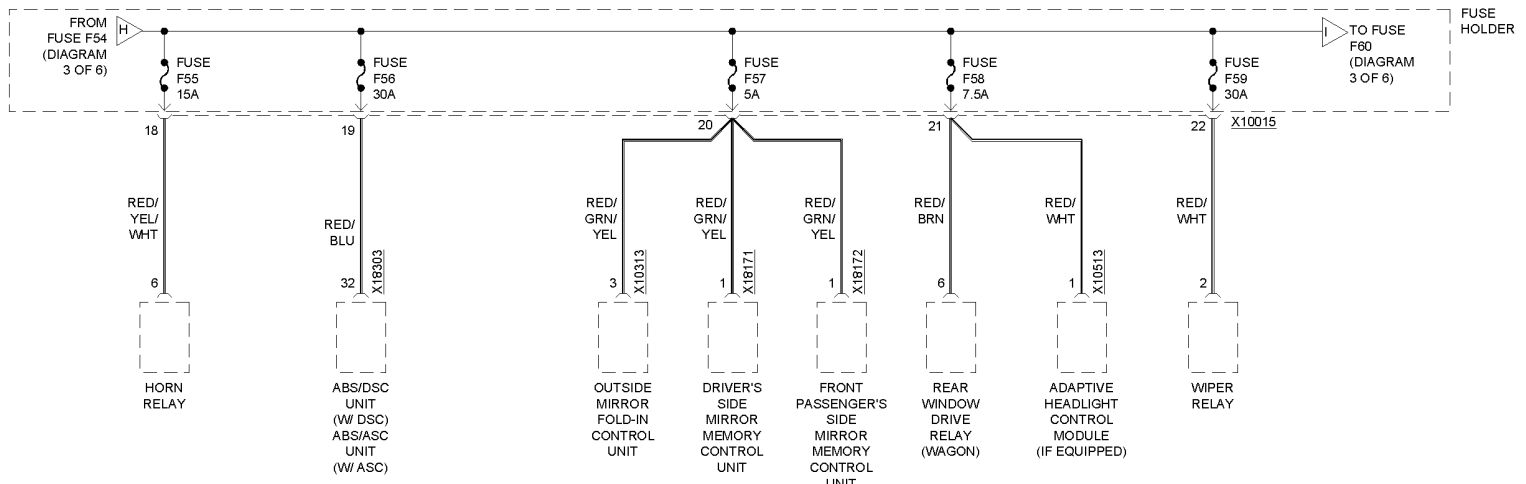 FROM
FUSE F54
(DIAGRAM
3 OF 6)
H
I
TO FUSE
F60
(DIAGRAM
3 OF 6)
FUSE
HOLDER
FUSE
F55
15A
FUSE
F56
30A
FUSE
F57
5A
FUSE
F58
7.5A
FUSE
F59
30A
18
19
20
21
22
X10015
RED/
YEL/
WHT
RED/
BLU
RED/
GRN/
YEL
RED/
GRN/
YEL
RED/
GRN/
YEL
RED/
BRN
RED/
WHT
RED/
WHT
6
32
X18303
3
X10313
1
X18171
1
X18172
6
1
X10513
2
HORN
RELAY
ABS/DSC
UNIT
(W/ DSC)
ABS/ASC
UNIT
(W/ ASC)
OUTSIDE
MIRROR
FOLD-IN
CONTROL
UNIT
DRIVER'S
SIDE
MIRROR
MEMORY
CONTROL
UNIT
FRONT
PASSENGER'S
SIDE
MIRROR
MEMORY
CONTROL
UNIT
REAR
WINDOW
DRIVE
RELAY
(WAGON)
ADAPTIVE
HEADLIGHT
CONTROL
MODULE
(IF EQUIPPED)
WIPER
RELAY